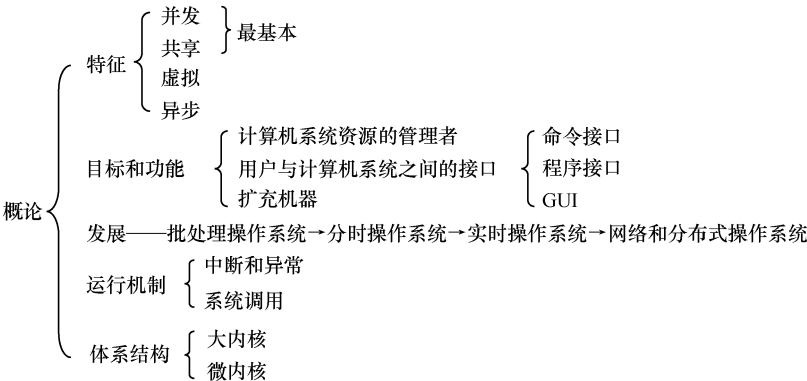 概论
特征
并发
共享
最基本
虚拟
异步
目标和功能
计算机系统资源的管理者
用户与计算机系统之间的接口
扩充机器
命令接口
程序接口
GUI
发展——批处理操作系统→分时操作系统→实时操作系统→网络和分布式操作系统
运行机制
中断和异常
系统调用
体系结构
大内核
微内核